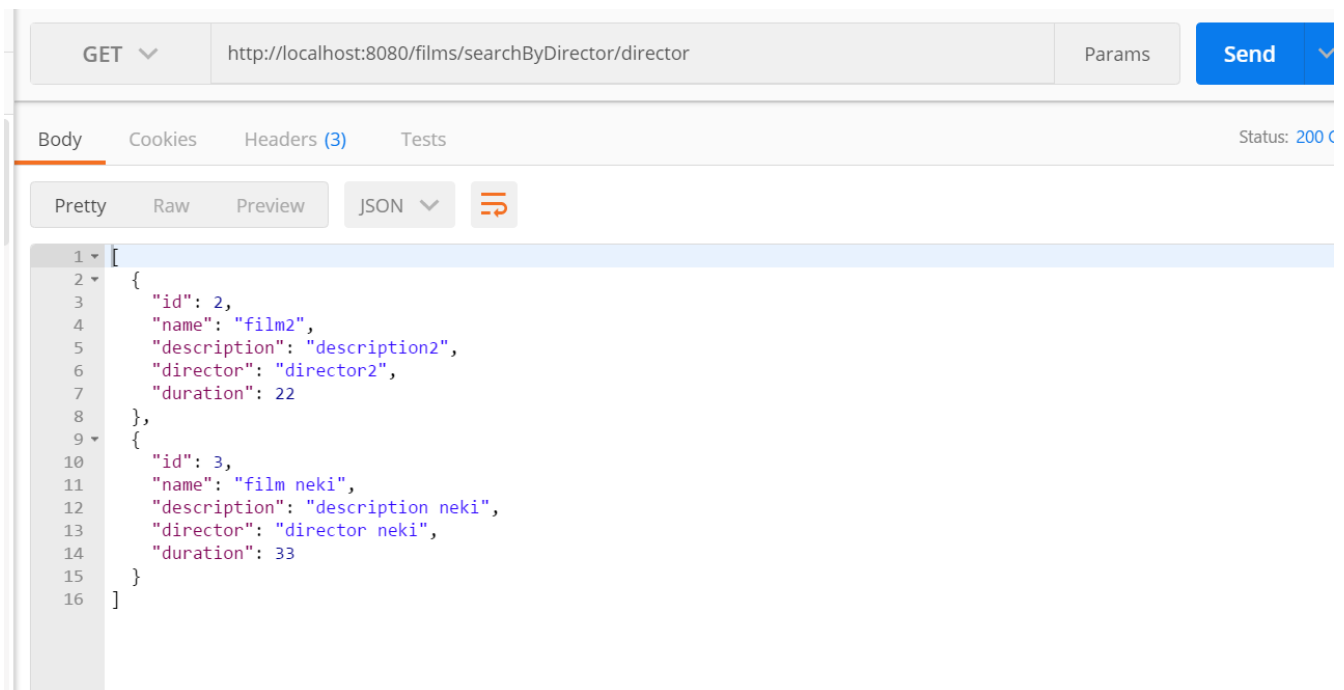 GET http://localhost:8080/films/searchByDirector/director Params Send
Body Cookies Headers (3) Tests Status: 200
Pretty Raw Preview JSON
1 [
2 {
3 "id": 2,
4 "name": "film2",
5 "description": "description2",
6 "director": "director2",
7 "duration": 22
8 },
9 {
10 "id": 3,
11 "name": "film neki",
12 "description": "description neki",
13 "director": "director neki",
14 "duration": 33
15 }
16 ]